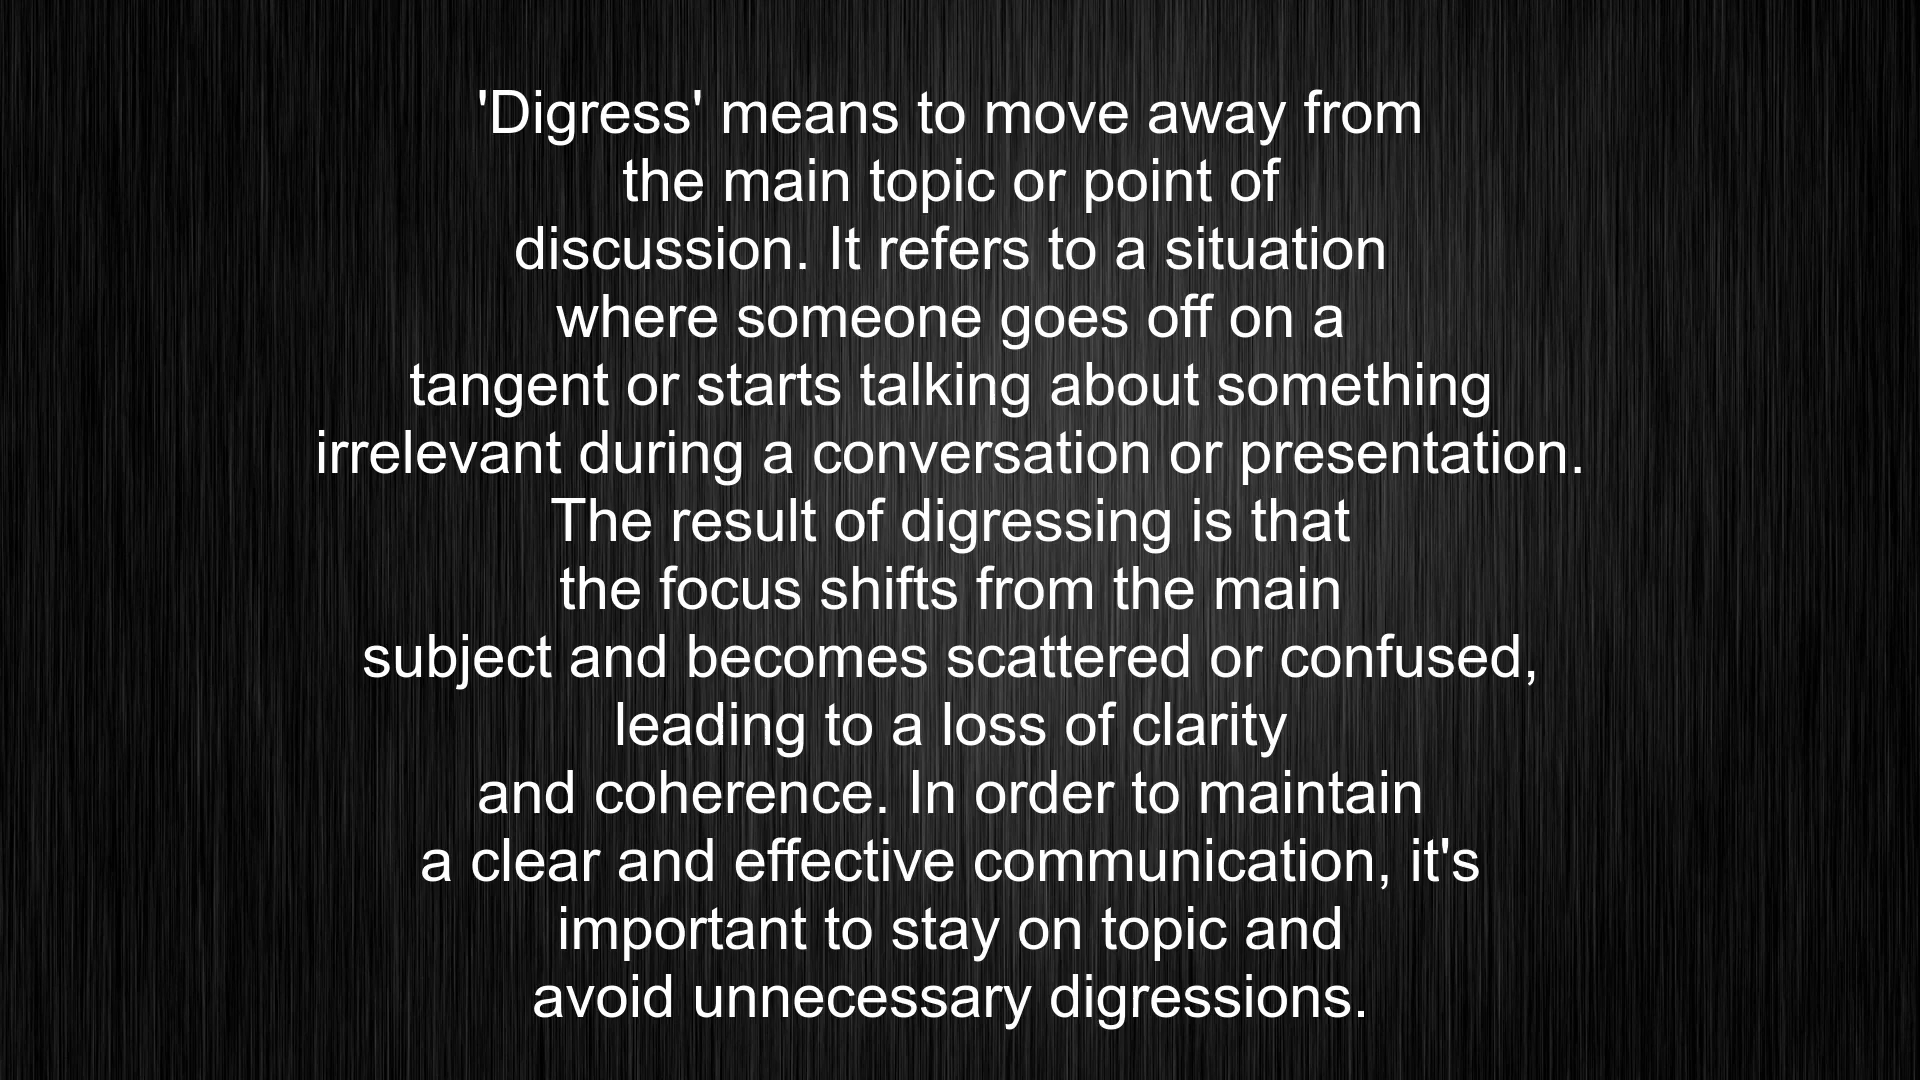 'Digress' means to move away from
the main topic or point of
discussion. It refers to a situation
where someone goes off on a
tangent or starts talking about something
irrelevant during a conversation or presentation.
The result of digressing is that
the focus shifts from the main
subject and becomes scattered or confused,
leading to a loss of clarity
and coherence. In order to maintain
a clear and effective communication, it's
important to stay on topic and
avoid unnecessary digressions.